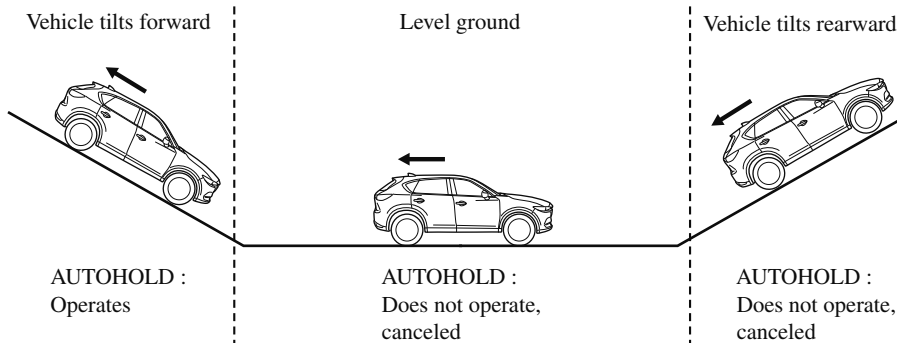 Vehicle tilts forward
Level ground
Vehicle tilts rearward
AUTOHOLD :
Operates
AUTOHOLD :
Does not operate,
canceled
AUTOHOLD :
Does not operate,
canceled